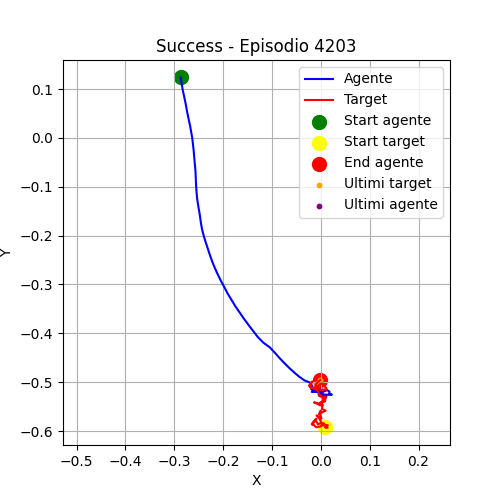 Success - Episodio 4203
Agente
Target
Start agente
Start target
End agente
Ultimi target
Ultimi agente
0.1
0.0
−0.1
−0.2
−0.3
−0.4
−0.5
−0.6
Y
−0.5 −0.4 −0.3 −0.2 −0.1 0.0 0.1 0.2
X